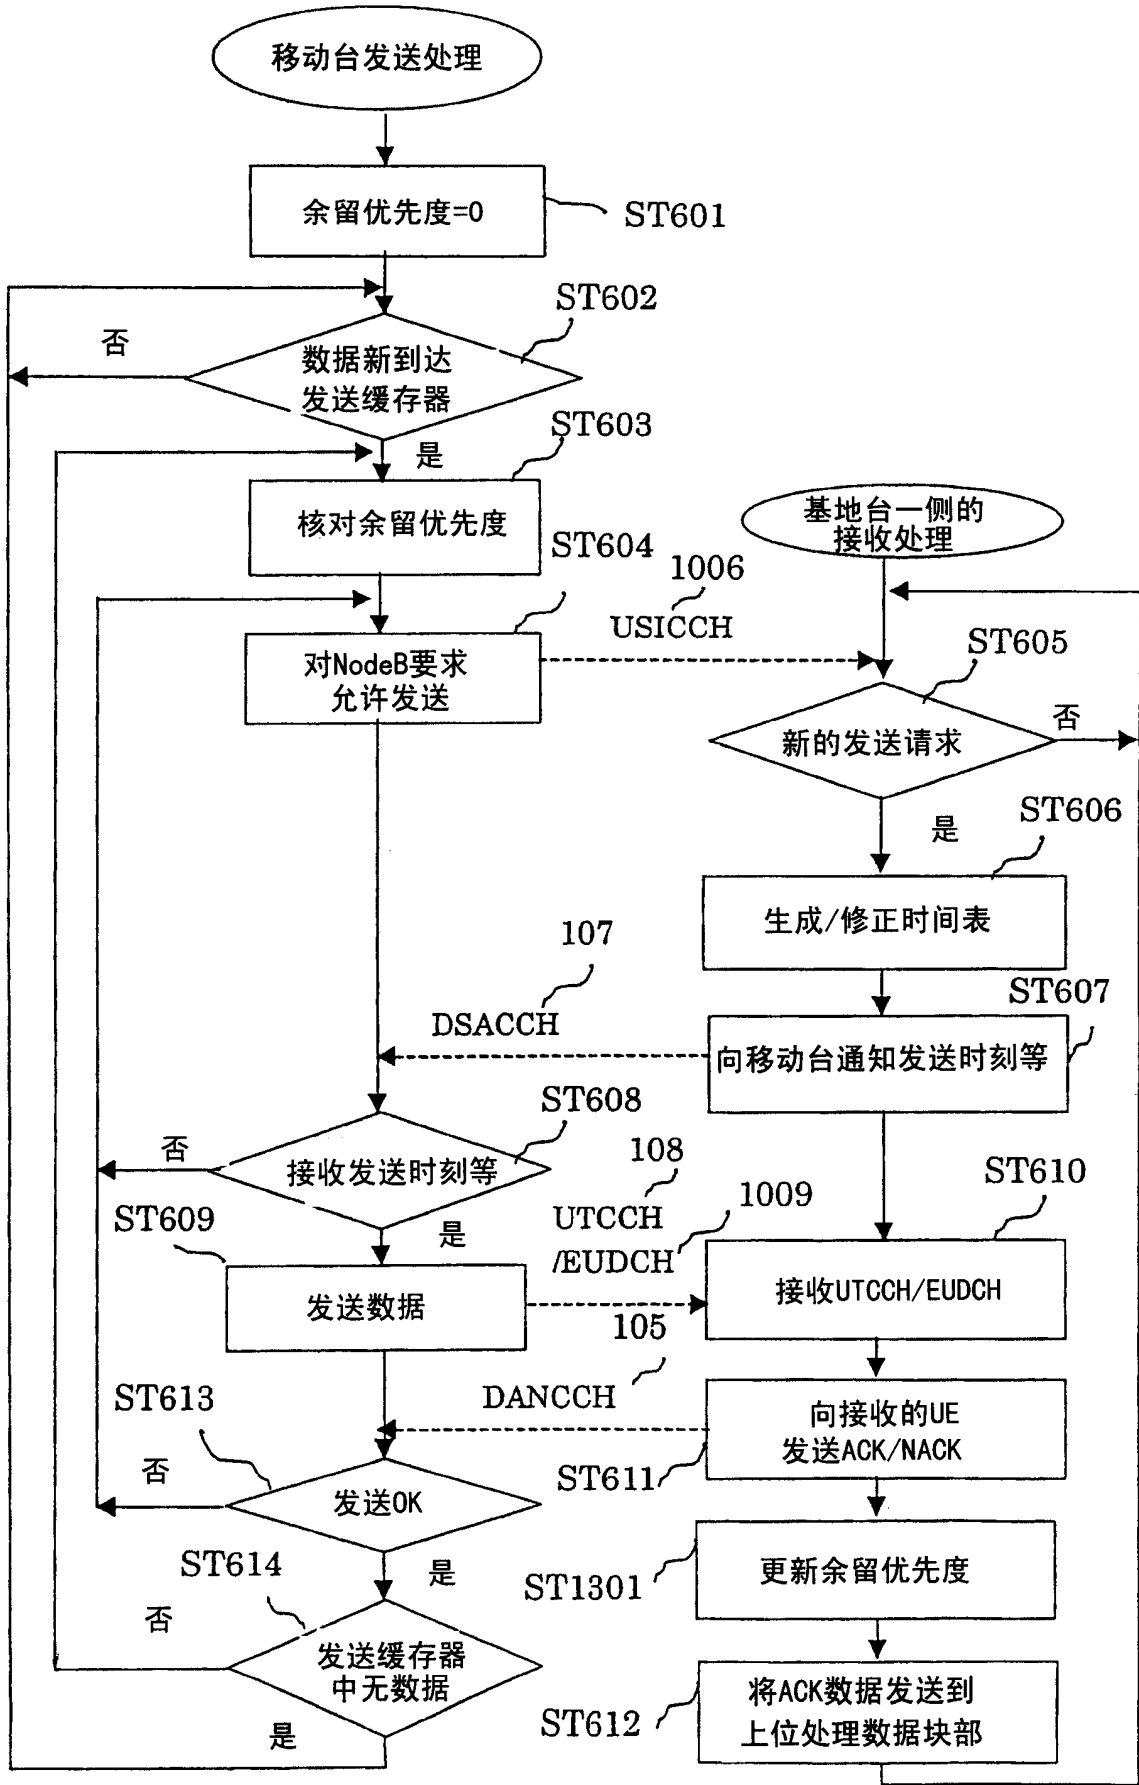 移动台发送处理
余留优先度=0
ST601
ST602
否
数据新到达
发送缓存器
ST603
是
核对余留优先度
基地台一侧的
接收处理
ST604
1006
USICCH
对NodeB要求
允许发送
ST605
新的发送请求
否
是
ST606
生成/修正时间表
107
DSACCH
ST607
向移动台通知发送时刻等
ST608
否
接收发送时刻等
108
ST610
ST609
是
UTCCH
1009
/EUDCH
发送数据
接收UTCCH/EUDCH
105
ST613
DANCCH
向接收的UE
发送ACK/NACK
ST611
否
发送OK
ST614
是
更新余留优先度
ST1301
否
发送缓存器
中无数据
将ACK数据发送到
上位处理数据块部
ST612
是